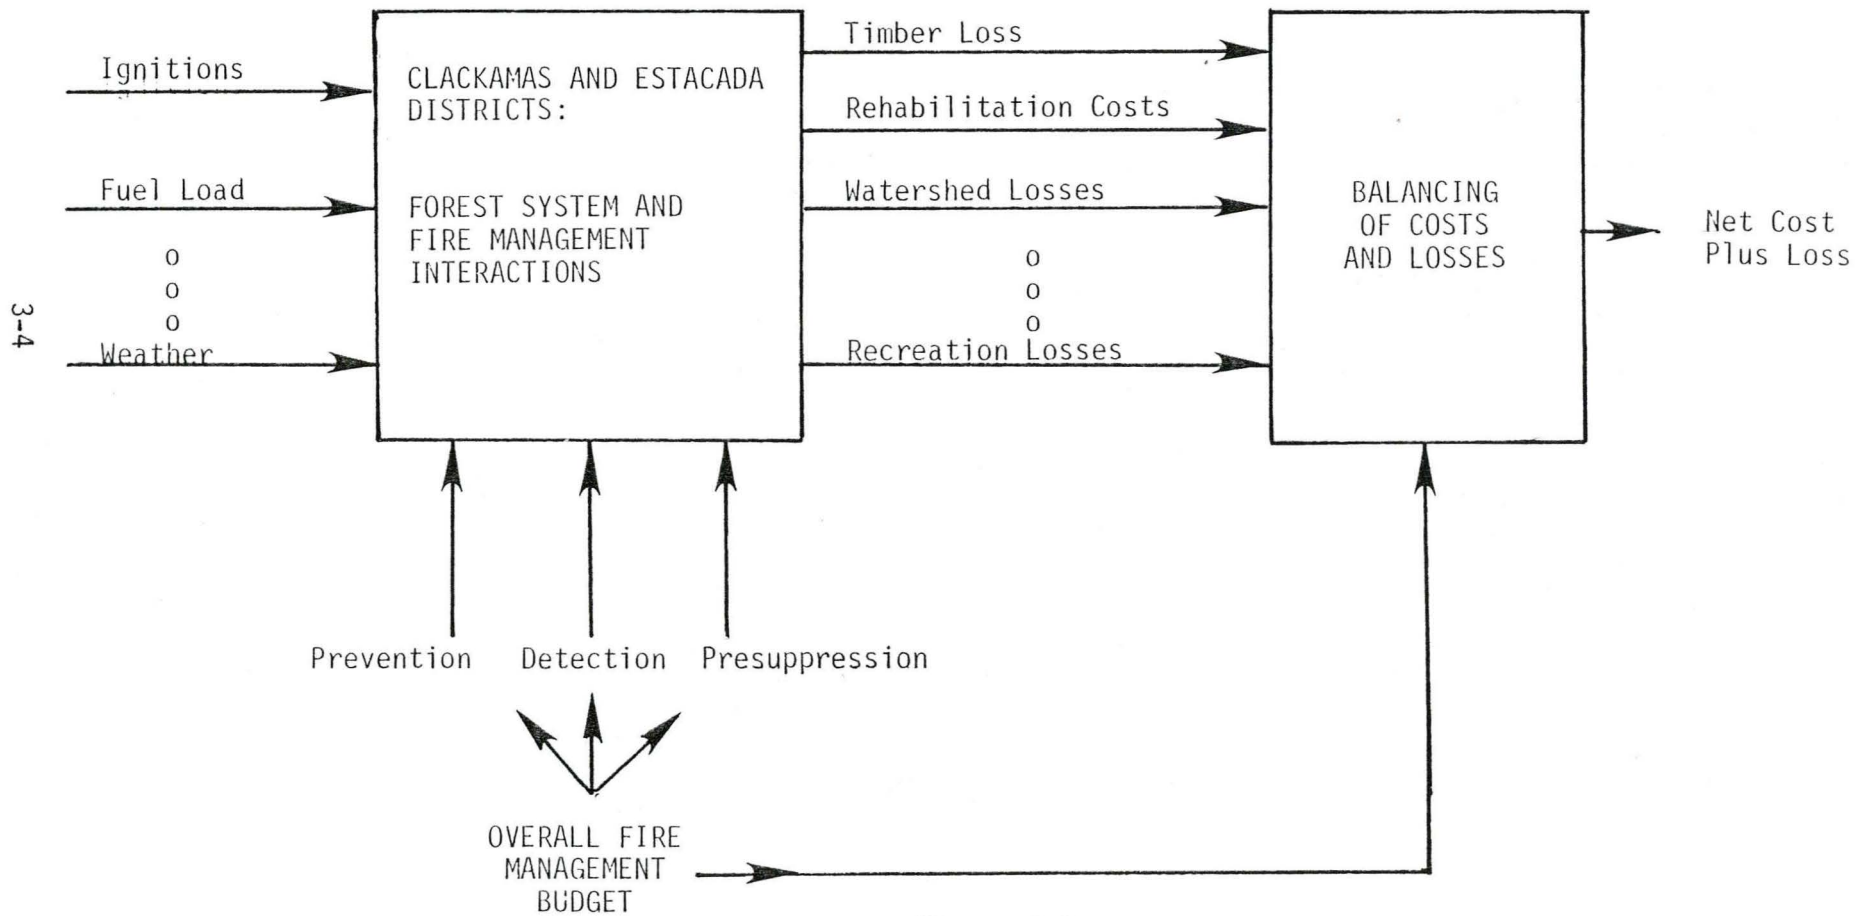 Ignitions
Fuel Load
o
o
o
Weather
CLACKAMAS AND ESTACADA
DISTRICTS:
FOREST SYSTEM AND
FIRE MANAGEMENT
INTERACTIONS
Timber Loss
Rehabilitation Costs
Watershed Losses
o
o
o
Recreation Losses
BALANCING
OF COSTS
AND LOSSES
Net Cost
Plus Loss
Prevention
Detection
Presuppression
OVERALL FIRE
MANAGEMENT
BUDGET
3-4